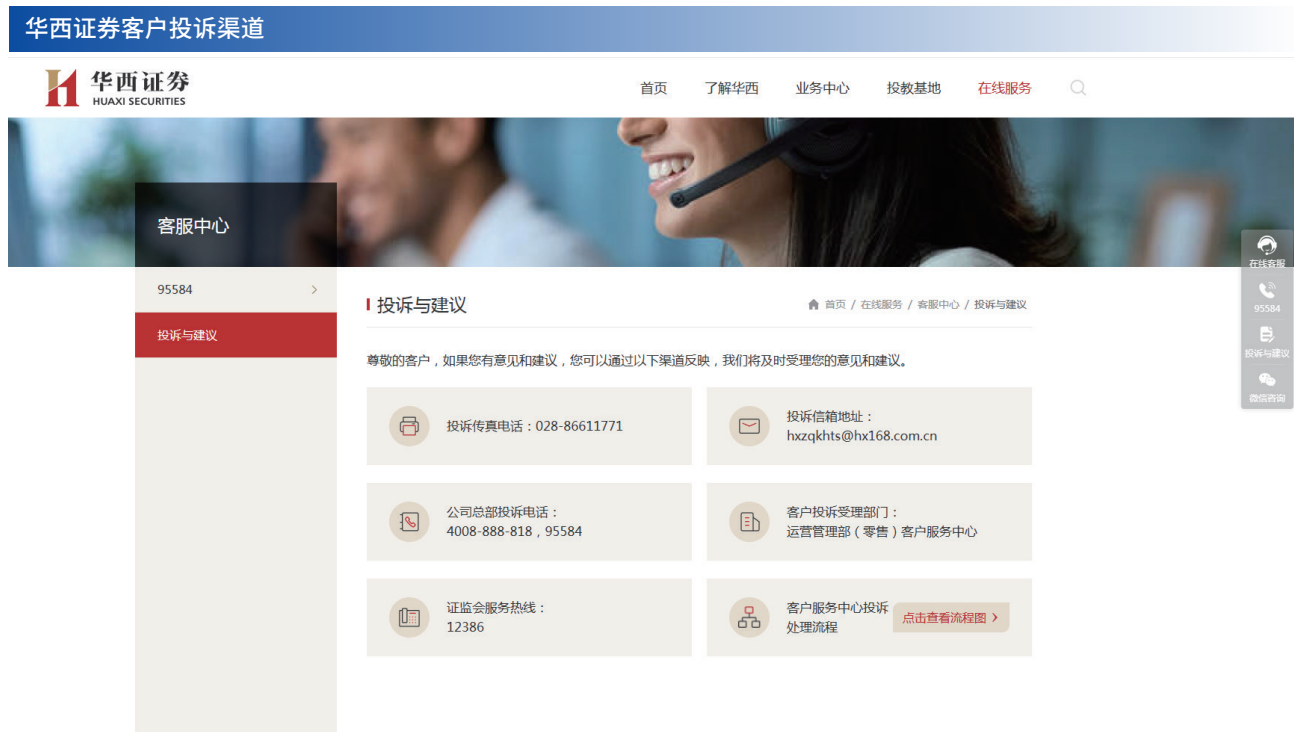 华西证券客户投诉渠道
华西证券
HUAXI SECURITIES
首页 了解华西 业务中心 投教基地 在线服务
客服中心
95584
投诉与建议
投诉与建议
首页 / 在线服务 / 客服中心 / 投诉与建议
尊敬的客户，如果您有意见和建议，您可以通过以下渠道反映，我们将及时受理您的意见和建议。
投诉传真电话：028-86611771
投诉信箱地址：
hxzqkhts@hx168.com.cn
公司总部投诉电话：
4008-888-818，95584
客户投诉受理部门：
运营管理部（零售）客户服务中心
证监会服务热线：
12386
客户服务中心投诉
处理流程
点击查看流程图
在线客服
95584
投诉与建议
微信咨询